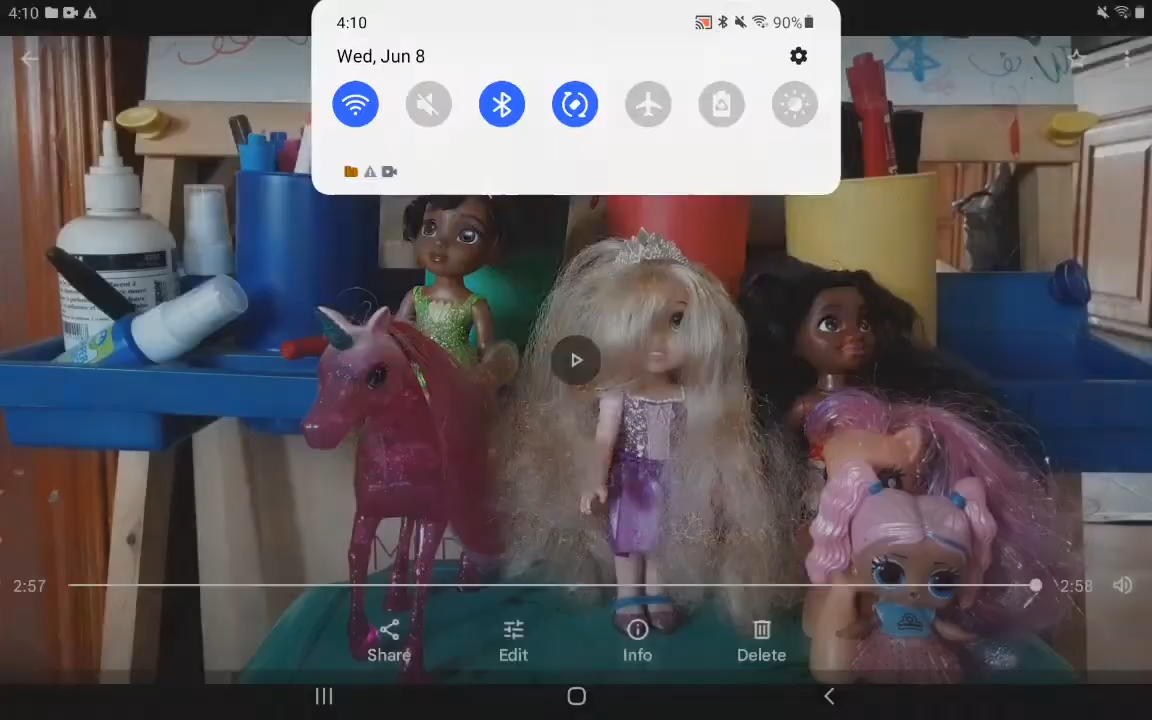 4:10
4:10
90%
Wed, Jun 8
2:57
2:58
Share
Edit
Info
Delete